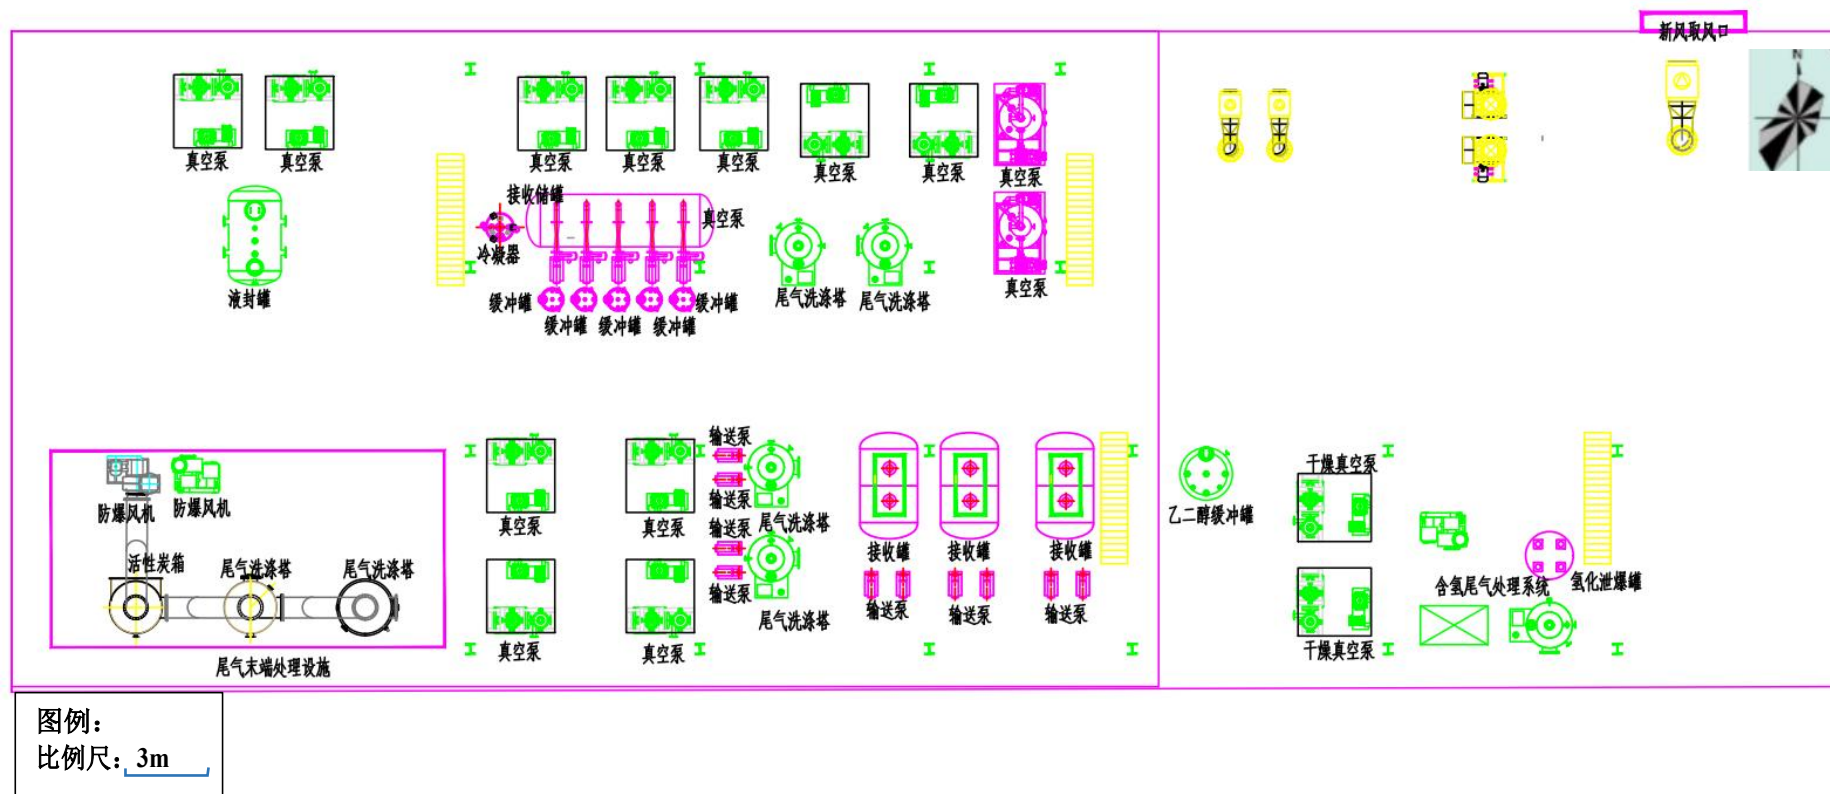 新风取风口
N
真空泵
真空泵
真空泵
真空泵
真空泵
真空泵
真空泵
真空泵
接收储罐
真空泵
冷凝器
液封罐
缓冲罐
缓冲罐
缓冲罐
缓冲罐
缓冲罐
尾气洗涤塔
尾气洗涤塔
真空泵
防爆风机
防爆风机
活性炭箱
尾气洗涤塔
尾气洗涤塔
尾气末端处理设施
真空泵
真空泵
真空泵
真空泵
输送泵
输送泵
输送泵
输送泵
尾气洗涤塔
尾气洗涤塔
接收罐
接收罐
接收罐
输送泵
输送泵
输送泵
乙二醇缓冲罐
干燥真空泵
干燥真空泵
含氢尾气处理系统
氢化泄爆罐
图例：
比例尺：3m